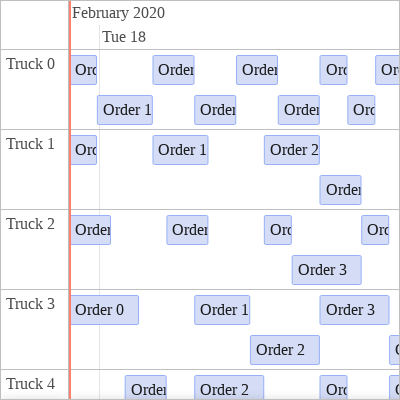 February 2020
Tue 18
Truck 0
Orc Order Order Orc Or
Order 1 Order Order Orc
Truck 1
Orc Order 1 Order 2
Order
Truck 2
Order Order Orc Orc
Order 3
Truck 3
Order 0 Order 1 Order 3
Order 2
Truck 4
Order Order 2 Orc